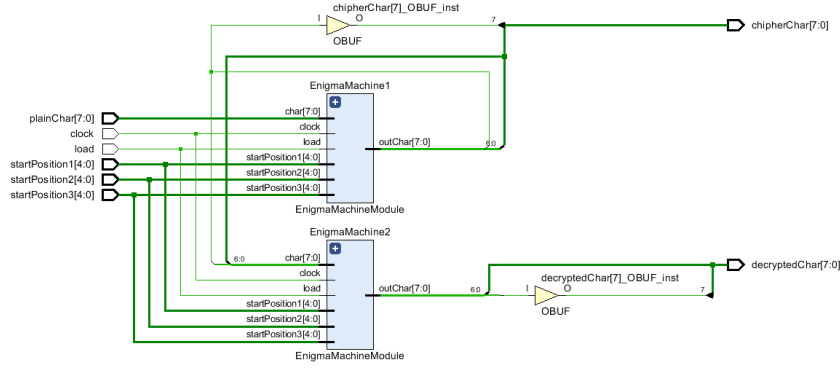 chipherChar[7]_OBUF_inst
I
O
7
chipherChar[7:0]
OBUF
EnigmaMachine1
plainChar[7:0]
char[7:0]
clock
clock
load
load
outChar[7:0]
6:0
startPosition1[4:0]
startPosition1[4:0]
startPosition2[4:0]
startPosition2[4:0]
startPosition3[4:0]
startPosition3[4:0]
EnigmaMachineModule
EnigmaMachine2
6:0
char[7:0]
clock
load
outChar[7:0]
6:0
startPosition1[4:0]
startPosition2[4:0]
startPosition3[4:0]
EnigmaMachineModule
decryptedChar[7:0]
decryptedChar[7]_OBUF_inst
I
O
7
OBUF